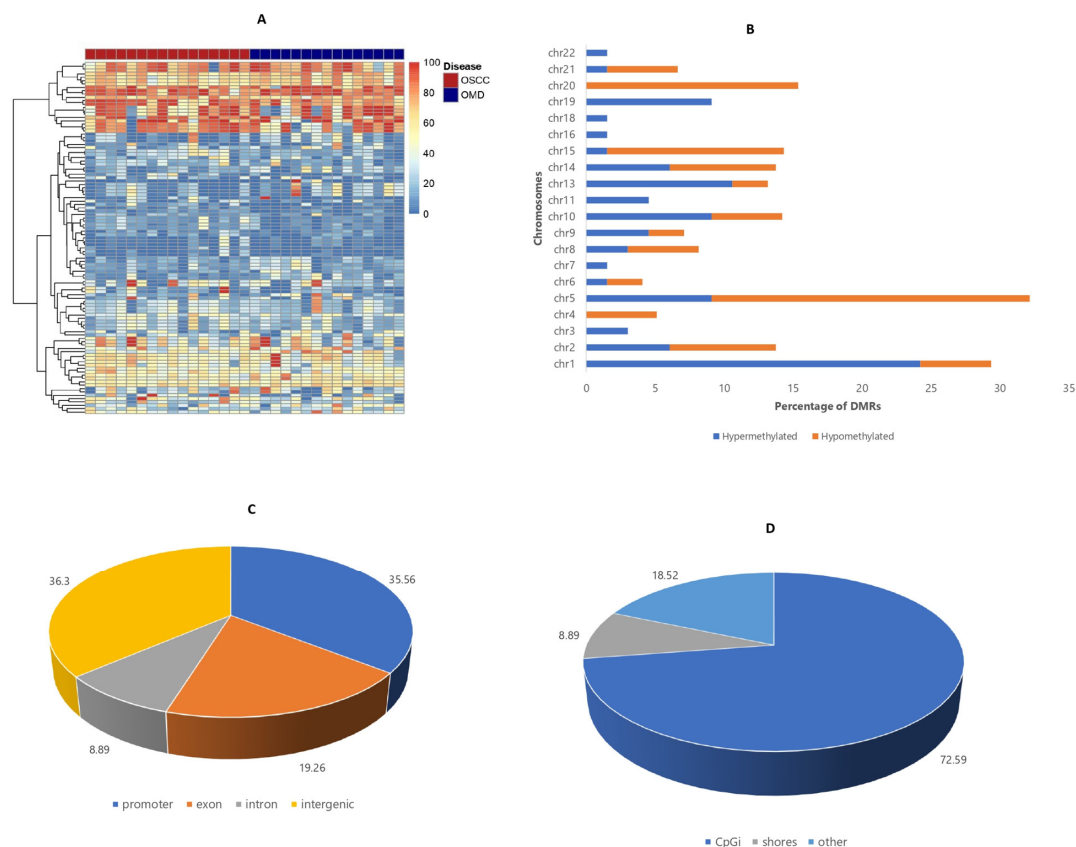 A
Disease
OSCC
OMD
100
80
60
40
20
0
B
Chromosomes
chr22
chr21
chr20
chr19
chr18
chr16
chr15
chr14
chr13
chr11
chr10
chr9
chr8
chr7
chr6
chr5
chr4
chr3
chr2
chr1
0 5 10 15 20 25 30 35
Percentage of DMRs
Hypermethylated Hypomethylated
C
36.3
35.56
8.89
19.26
promoter exon intron intergenic
D
18.52
8.89
72.59
CpGi shores other